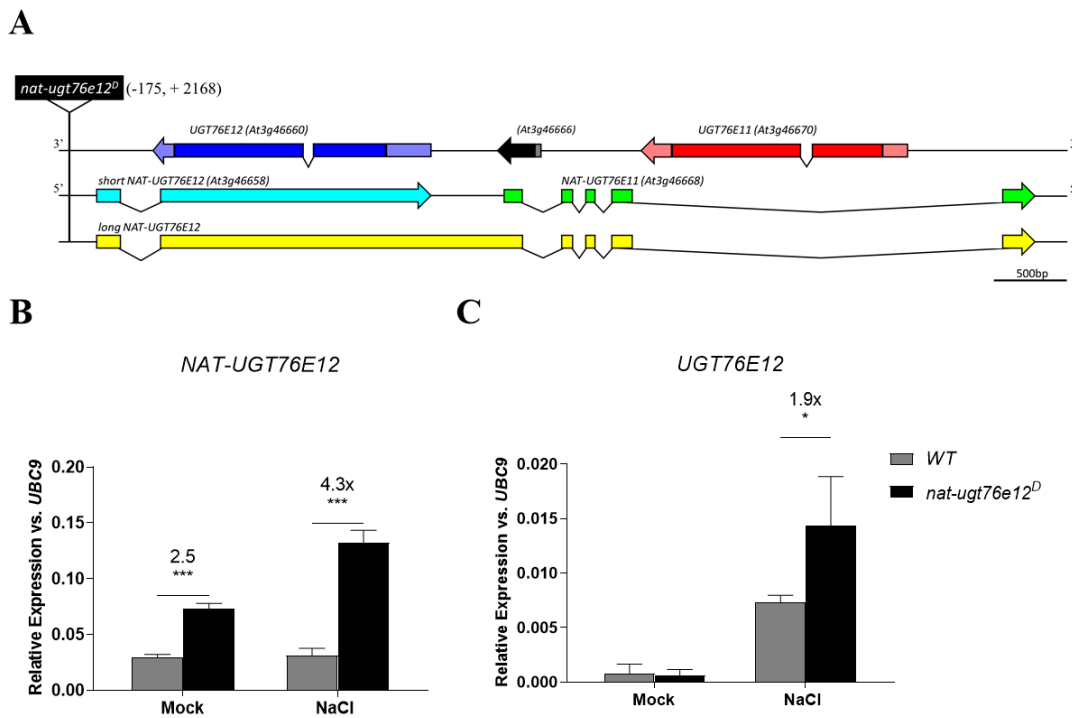 A
nat-ugt76e12ᴰ (-175, + 2168)
UGT76E12 (At3g46660) (At3g46666) UGT76E11 (At3g46670)
3’ 3’
short NAT-UGT76E12 (At3g46658) NAT-UGT76E11 (At3g46668)
5’
long NAT-UGT76E12
500bp
B
NAT-UGT76E12
Relative Expression vs. UBC9
0.20
0.15
0.10
0.05
0.00
2.5
***
4.3x
***
Mock NaCl
C
UGT76E12
Relative Expression vs. UBC9
0.020
0.015
0.010
0.005
0.000
1.9x
*
Mock NaCl
WT
nat-ugt76e12ᴰ